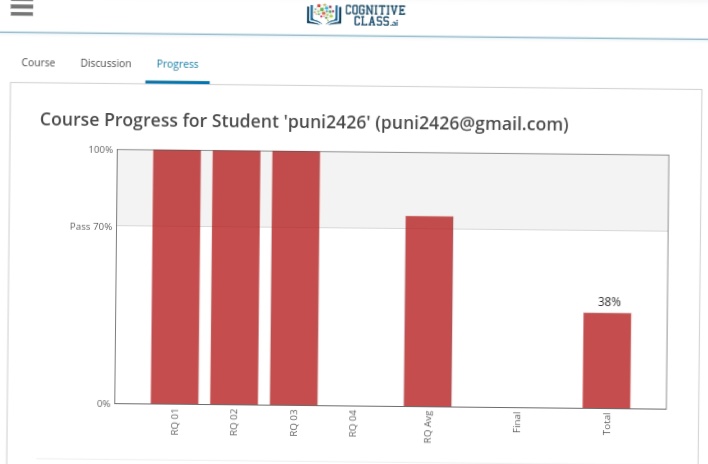 COGNITIVE
CLASS.ai
Course Discussion Progress
Course Progress for Student 'puni2426' (puni2426@gmail.com)
100%
Pass 70%
38%
0%
RQ 01
RQ 02
RQ 03
RQ 04
RQ Avg
Final
Total